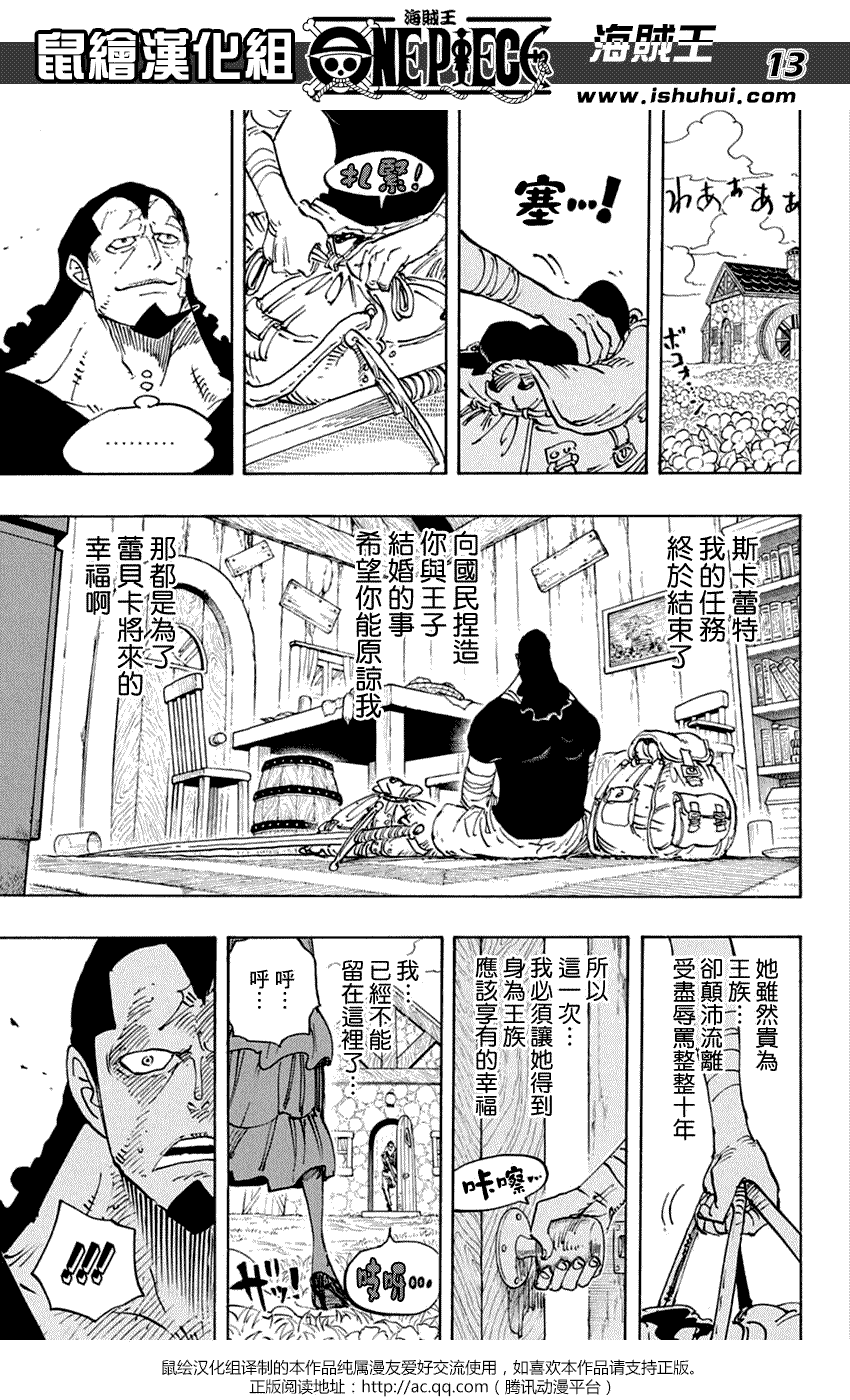 鼠繪漢化組
海賊王
ONE PIECE
海賊王
13
www.ishuhui.com
わあぁぁぁ
ボコォ
塞…!
扎緊!
………
斯卡蕾特
我的任務
終於結束了
向國民捏造
你與王子
結婚的事
希望你能原諒我
那都是為了
蕾貝卡將來的
幸福啊
她雖然貴為
王族…
卻顛沛流離
受盡辱罵整整十年
所以
這一次…
我必須讓她得到
身為王族
應該享有的幸福
咔嚓…
我…
已經不能
留在這裡了…
呼…
呼…
吱呀…
ザッ!
!!!
鼠绘汉化组译制的本作品纯属漫友爱好交流使用，如喜欢本作品请支持正版。
正版阅读地址：http://ac.qq.com（腾讯动漫平台）